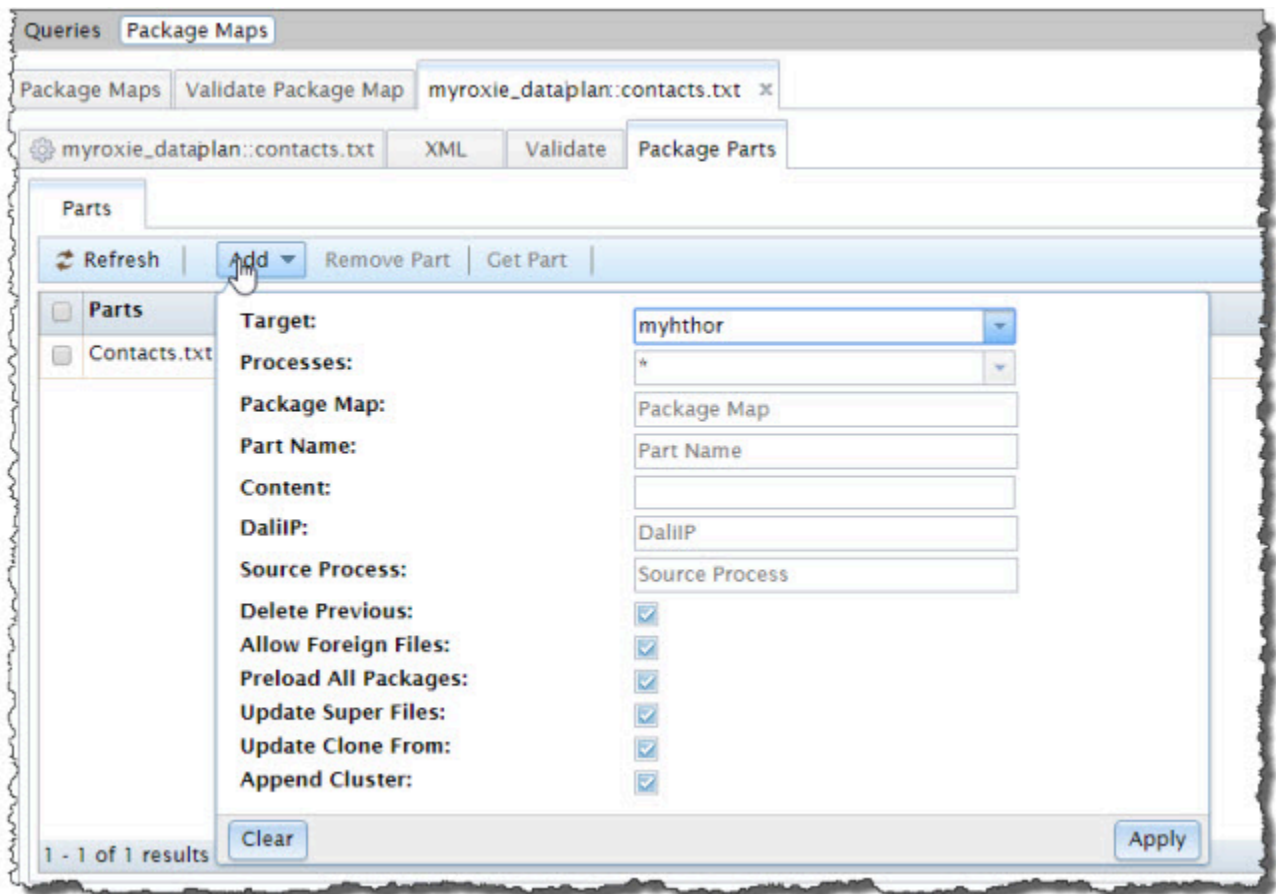 Queries Package Maps
Package Maps Validate Package Map myroxie_dataplan::contacts.txt x
myroxie_dataplan::contacts.txt XML Validate Package Parts
Parts
Refresh Add Remove Part Get Part
Parts
Contacts.txt
Target: myhthor
Processes: *
Package Map: Package Map
Part Name: Part Name
Content:
DaliIP: DaliIP
Source Process: Source Process
Delete Previous:
Allow Foreign Files:
Preload All Packages:
Update Super Files:
Update Clone From:
Append Cluster:
Clear Apply
1 - 1 of 1 results